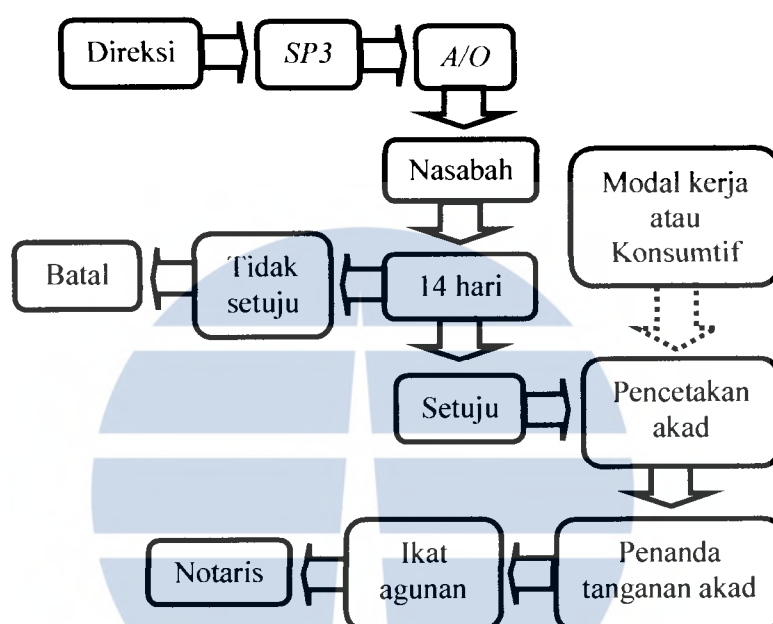 Direksi
SP3
A/O
Nasabah
Modal kerja
atau
Konsumtif
Batal
Tidak
setuju
14 hari
Setuju
Pencetakan
akad
Notaris
Ikat
agunan
Penanda
tanganan akad